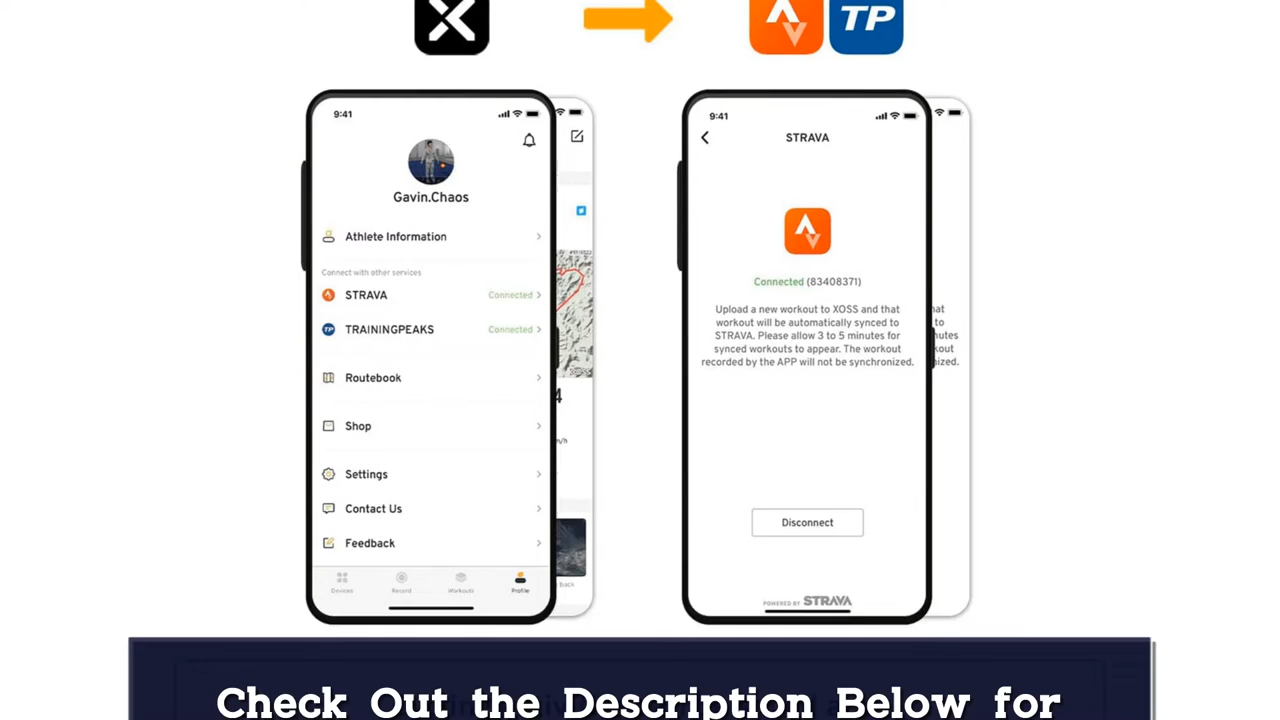 TP
9:41
Gavin.Chaos
Athlete Information
Connect with other services
STRAVA Connected
TP TRAININGPEAKS Connected
Routebook
Shop
Settings
Contact Us
Feedback
Devices Record Workouts Profile
km/h
Back
9:41
STRAVA
Connected (83408371)
Upload a new workout to XOSS and that
workout will be automatically synced to
STRAVA. Please allow 3 to 5 minutes for
synced workouts to appear. The workout
recorded by the APP will not be synchronized.
Disconnect
POWERED BY STRAVA
Check Out the Description Below for